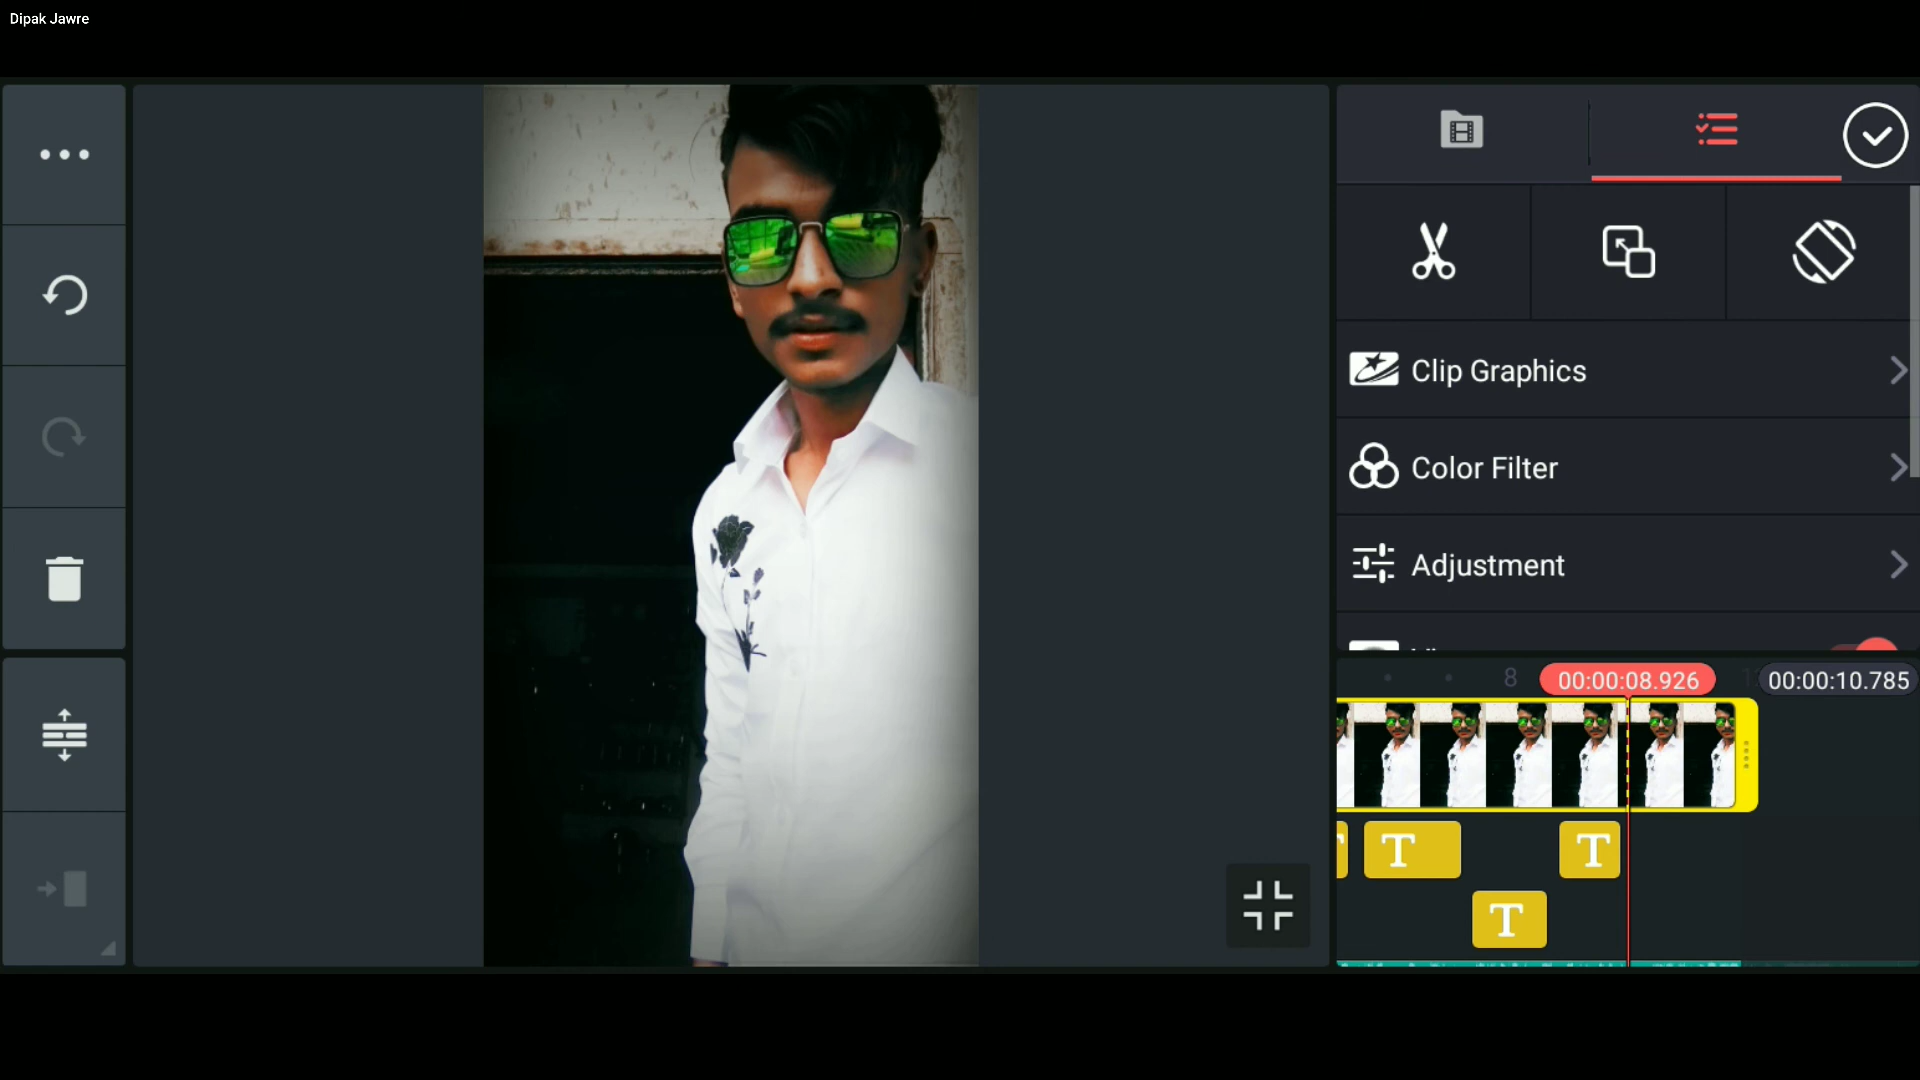 Dipak Jawre
Clip Graphics
Color Filter
Adjustment
8
00:00:08.926
00:00:10.785
T
T
T